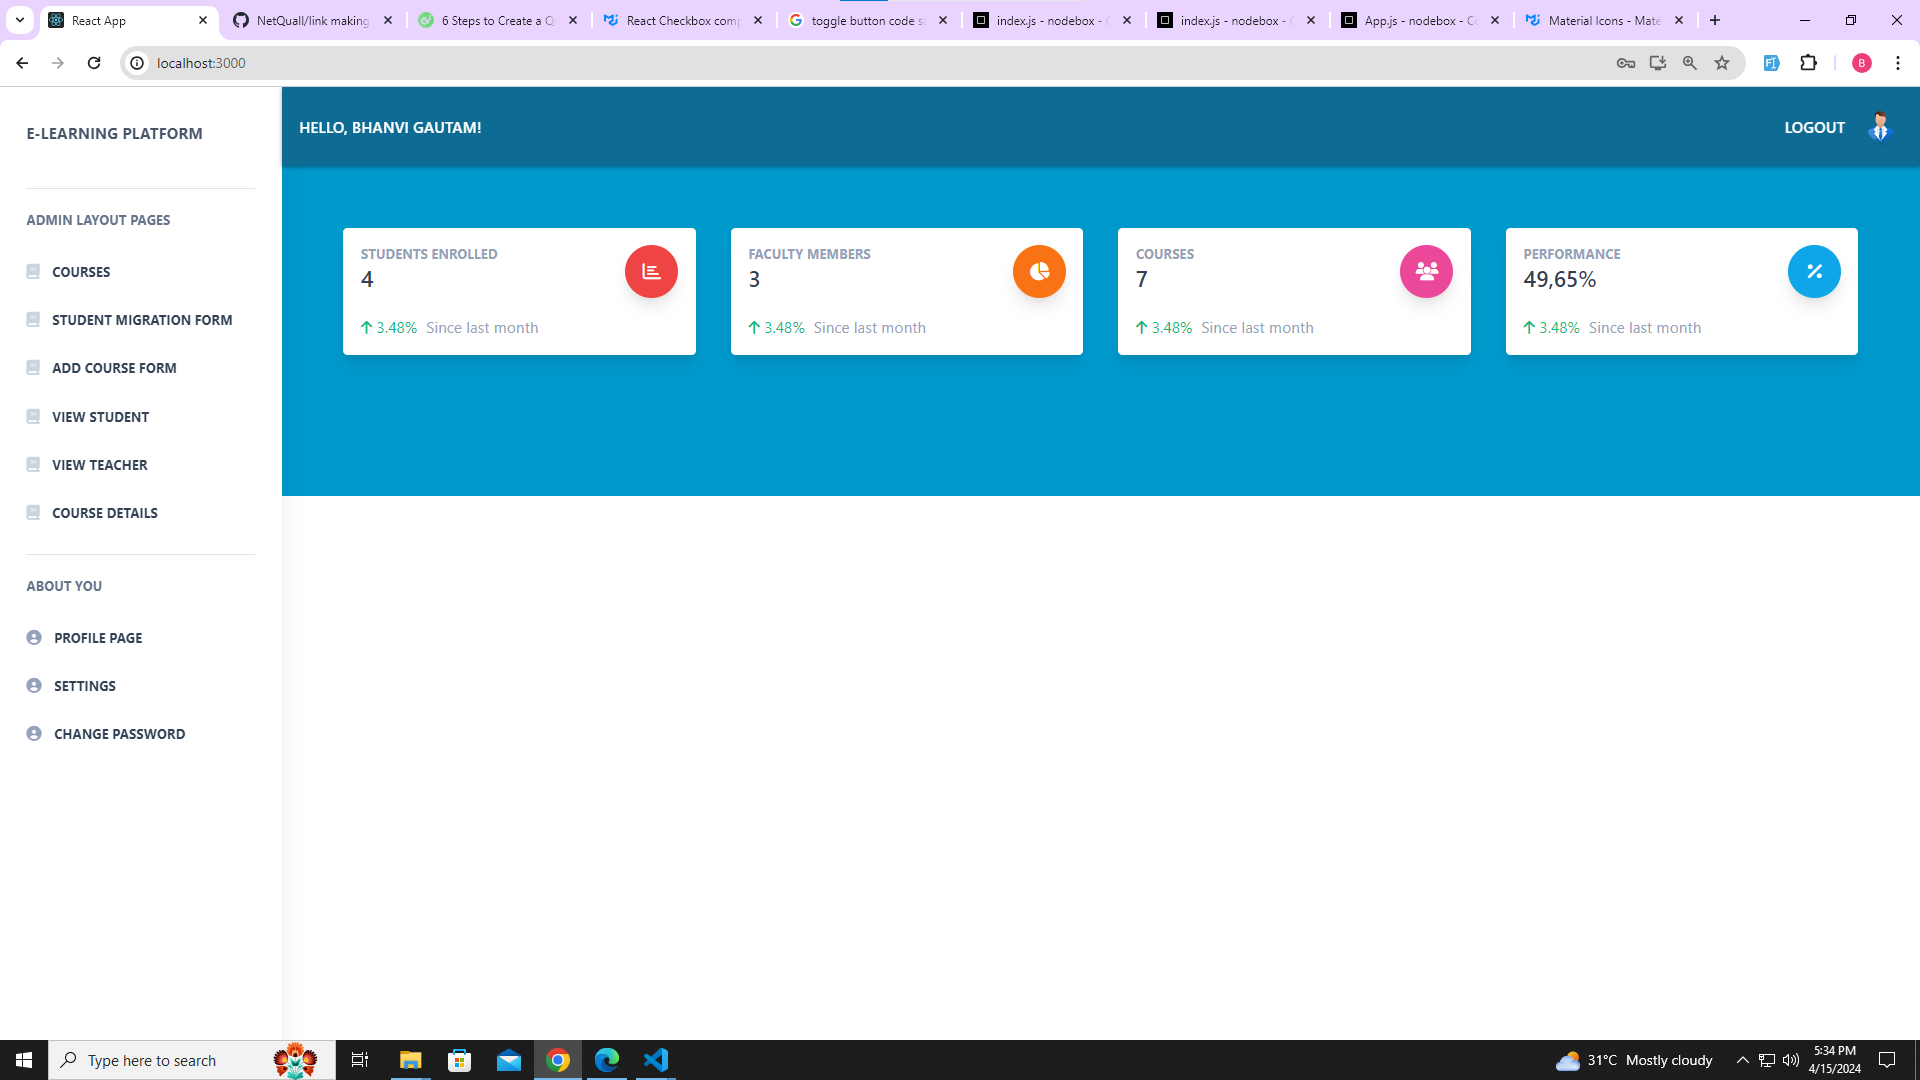 React App
NetQuall/link making
6 Steps to Create a Q
React Checkbox comp
toggle button code sa
index.js - nodebox - C
index.js - nodebox - C
App.js - nodebox - Co
Material Icons - Mate
localhost:3000
B
E-LEARNING PLATFORM
HELLO, BHANVI GAUTAM!
LOGOUT
ADMIN LAYOUT PAGES
COURSES
STUDENT MIGRATION FORM
ADD COURSE FORM
VIEW STUDENT
VIEW TEACHER
COURSE DETAILS
ABOUT YOU
PROFILE PAGE
SETTINGS
CHANGE PASSWORD
STUDENTS ENROLLED
4
3.48% Since last month
FACULTY MEMBERS
3
3.48% Since last month
COURSES
7
3.48% Since last month
PERFORMANCE
49,65%
3.48% Since last month
Type here to search
31°C Mostly cloudy
5:34 PM
4/15/2024